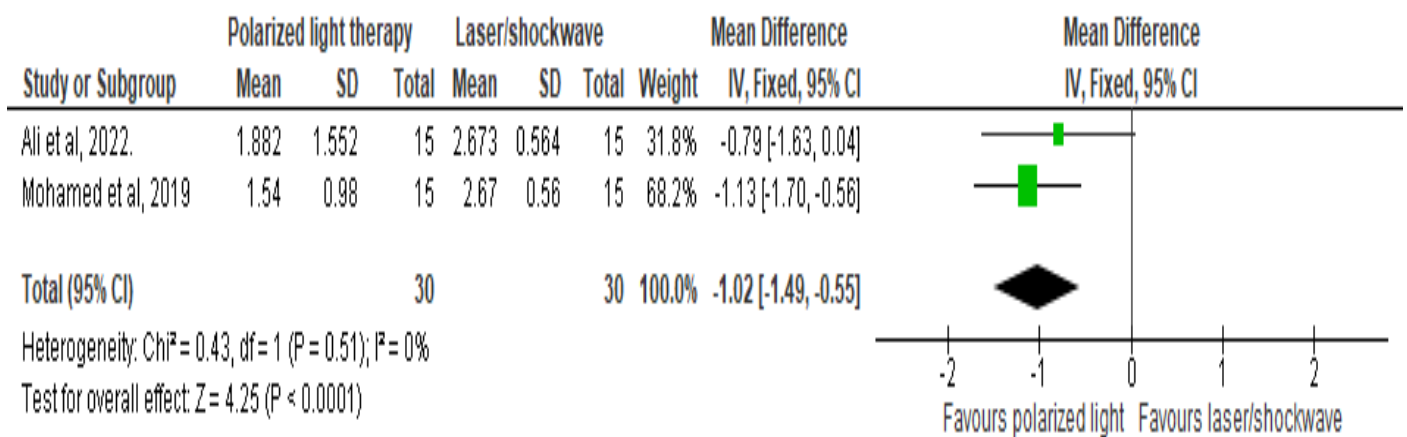 Polarized light therapy Laser/shockwave Mean Difference Mean Difference
Study or Subgroup Mean SD Total Mean SD Total Weight IV, Fixed, 95% CI IV, Fixed, 95% CI
Ali et al, 2022. 1.882 1.552 15 2.673 0.564 15 31.8% -0.79 [-1.63, 0.04]
Mohamed et al, 2019 1.54 0.98 15 2.67 0.56 15 68.2% -1.13 [-1.70, -0.56]
Total (95% CI) 30 30 100.0% -1.02 [-1.49, -0.55]
Heterogeneity: Chi² = 0.43, df = 1 (P = 0.51); I² = 0%
Test for overall effect: Z = 4.25 (P < 0.0001)
-2 -1 0 1 2
Favours polarized light Favours laser/shockwave